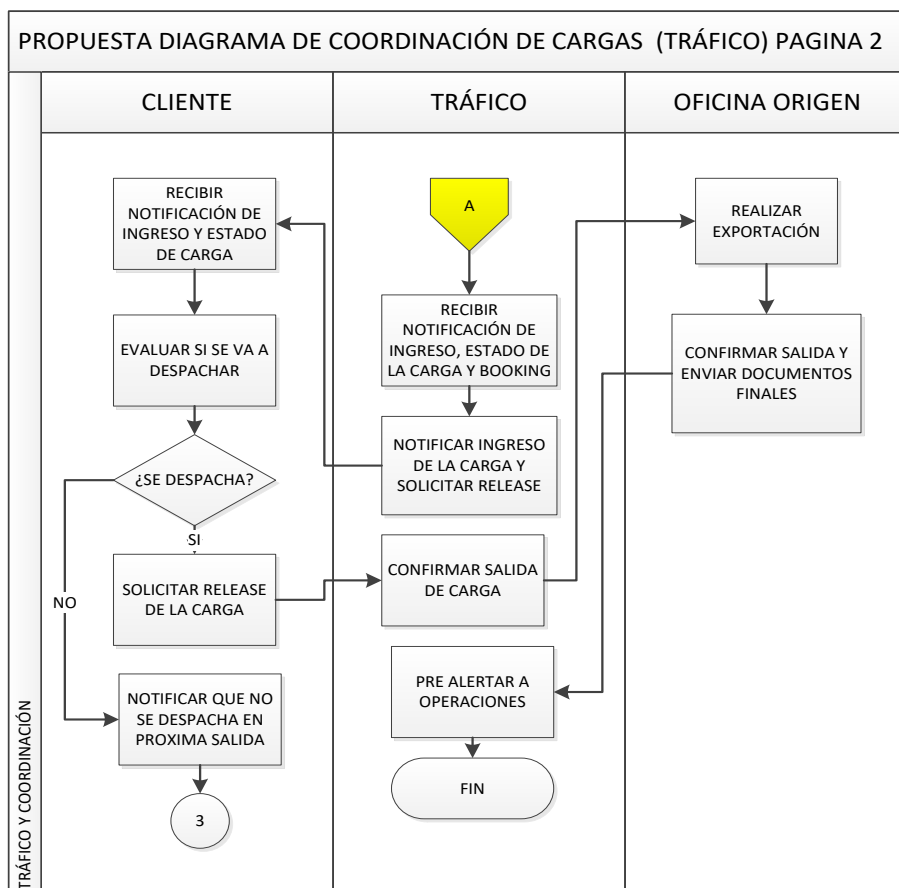 PROPUESTA DIAGRAMA DE COORDINACIÓN DE CARGAS (TRÁFICO) PAGINA 2
CLIENTE
TRÁFICO
OFICINA ORIGEN
RECIBIR
NOTIFICACIÓN DE
INGRESO Y ESTADO
DE CARGA
EVALUAR SI SE VA A
DESPACHAR
¿SE DESPACHA?
SI
NO
SOLICITAR RELEASE
DE LA CARGA
NOTIFICAR QUE NO
SE DESPACHA EN
PROXIMA SALIDA
3
A
RECIBIR
NOTIFICACIÓN DE
INGRESO, ESTADO DE
LA CARGA Y BOOKING
NOTIFICAR INGRESO
DE LA CARGA Y
SOLICITAR RELEASE
CONFIRMAR SALIDA
DE CARGA
PRE ALERTAR A
OPERACIONES
FIN
REALIZAR
EXPORTACIÓN
CONFIRMAR SALIDA Y
ENVIAR DOCUMENTOS
FINALES
TRÁFICO Y COORDINACIÓN